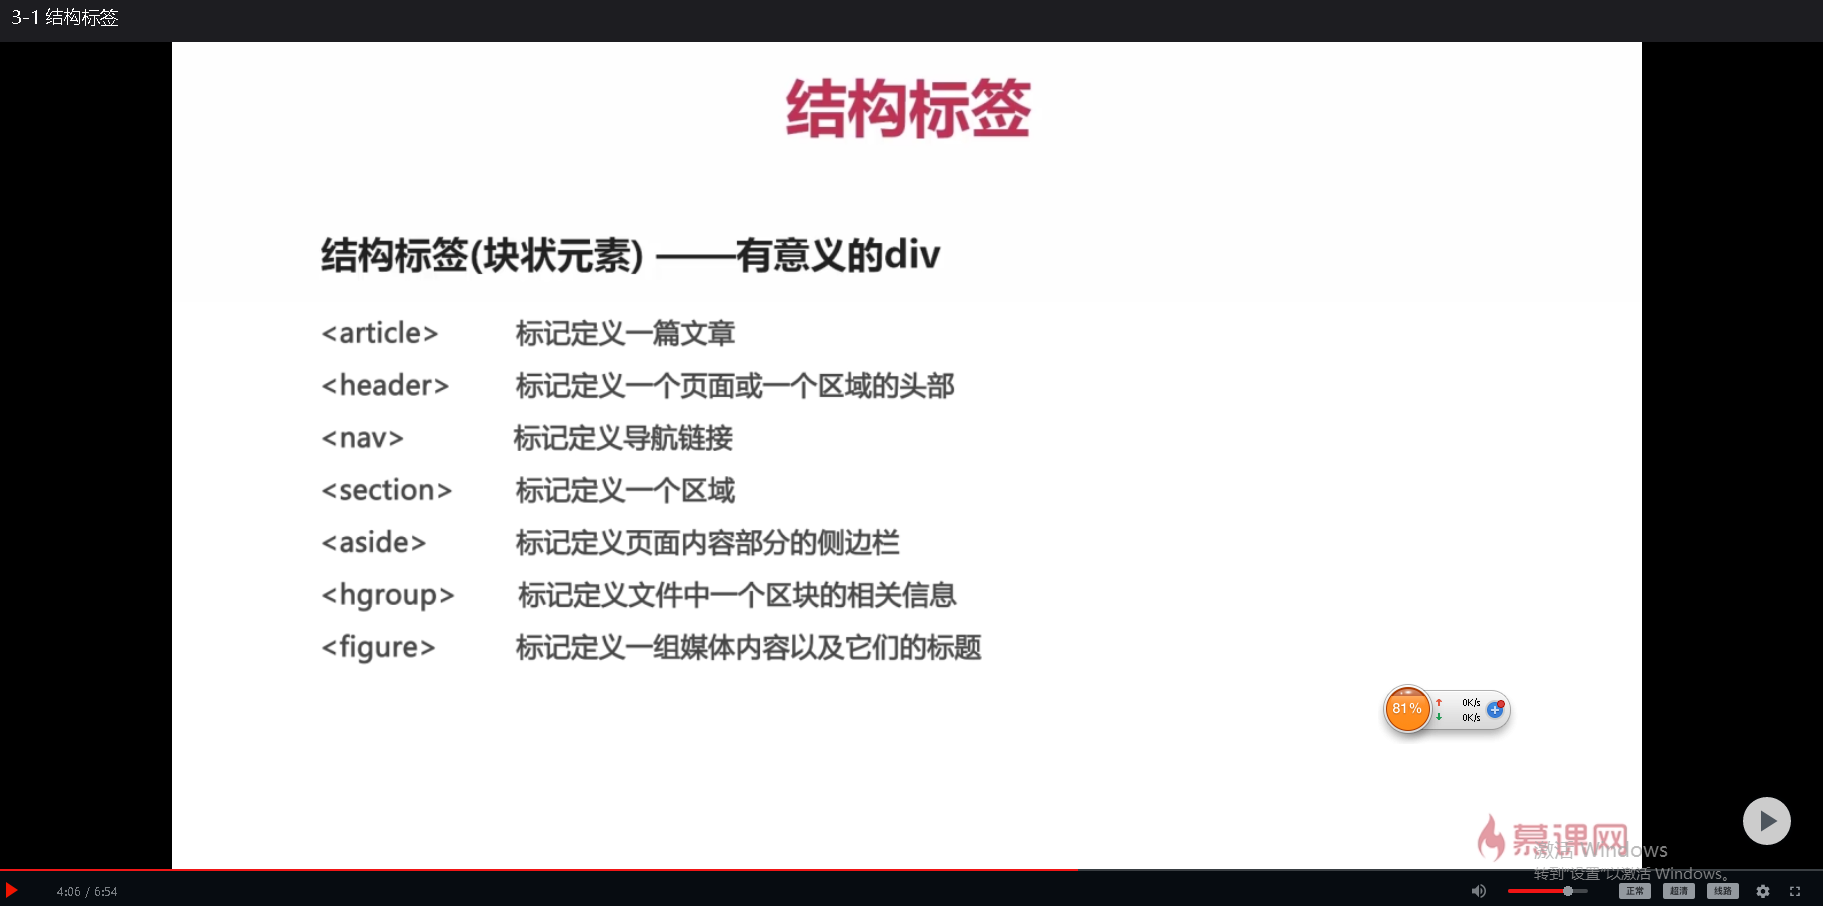 3-1 结构标签
结构标签
结构标签(块状元素) ——有意义的div
<article> 标记定义一篇文章
<header> 标记定义一个页面或一个区域的头部
<nav> 标记定义导航链接
<section> 标记定义一个区域
<aside> 标记定义页面内容部分的侧边栏
<hgroup> 标记定义文件中一个区块的相关信息
<figure> 标记定义一组媒体内容以及它们的标题
81% 0K/s
0K/s
慕课网
激活 Windows
转到"设置"以激活 Windows。
4:06 / 6:54 正常 超清 线路